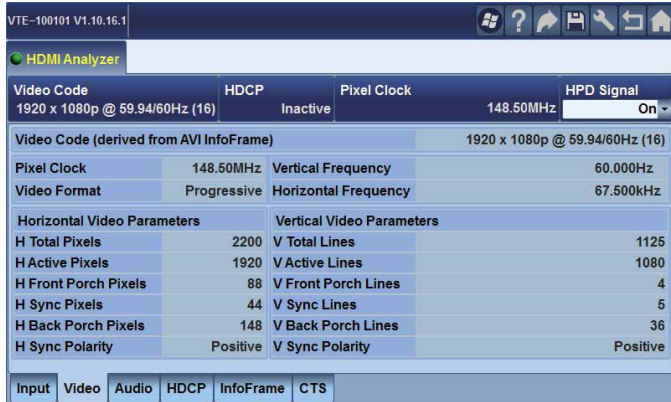 VTE-100101 V1.10.16.1
HDMI Analyzer
Video Code HDCP Pixel Clock HPD Signal
1920 x 1080p @ 59.94/60Hz (16) Inactive 148.50MHz On
Video Code (derived from AVI InfoFrame) 1920 x 1080p @ 59.94/60Hz (16)
Pixel Clock 148.50MHz Vertical Frequency 60.000Hz
Video Format Progressive Horizontal Frequency 67.500kHz
Horizontal Video Parameters Vertical Video Parameters
H Total Pixels 2200 V Total Lines 1125
H Active Pixels 1920 V Active Lines 1080
H Front Porch Pixels 88 V Front Porch Lines 4
H Sync Pixels 44 V Sync Lines 5
H Back Porch Pixels 148 V Back Porch Lines 36
H Sync Polarity Positive V Sync Polarity Positive
Input Video Audio HDCP InfoFrame CTS